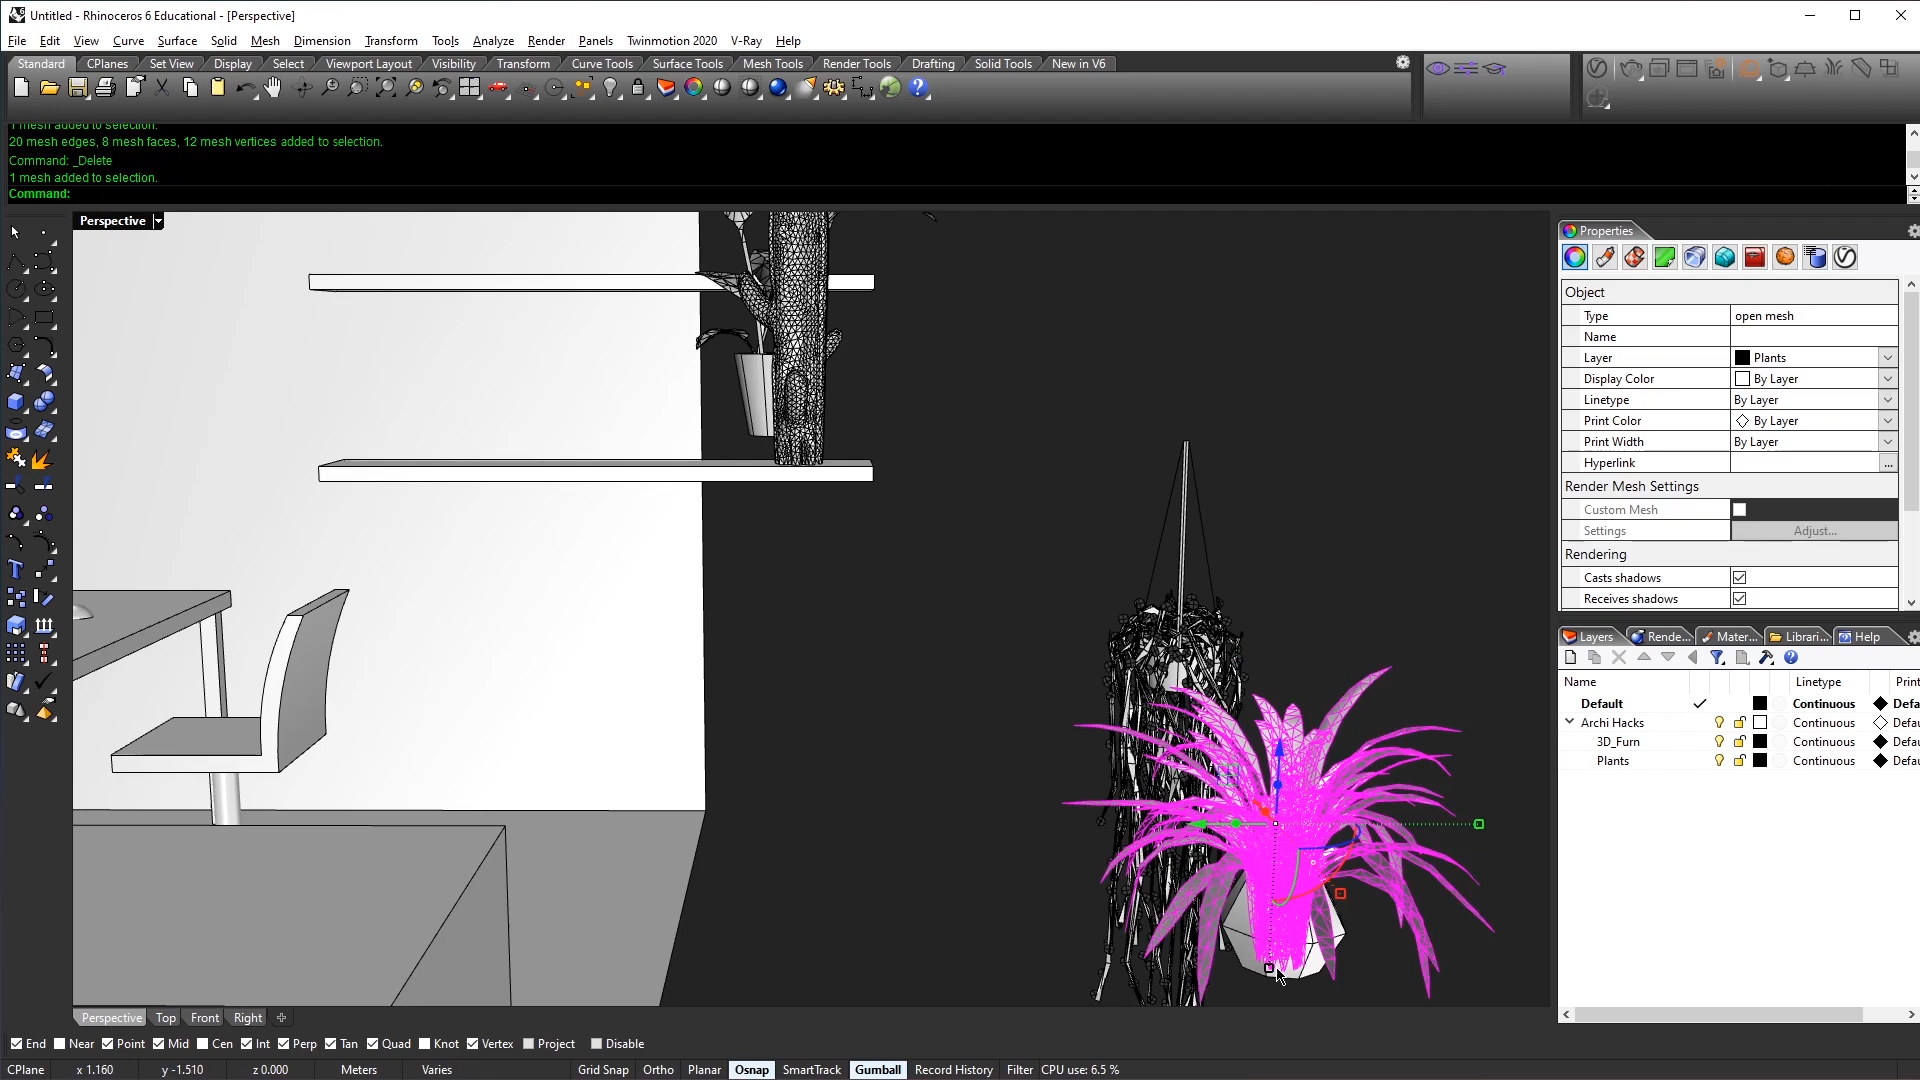 Untitled - Rhinoceros 6 Educational - [Perspective]
File Edit View Curve Surface Solid Mesh Dimension Transform Tools Analyze Render Panels Twinmotion 2020 V-Ray Help
Standard CPlanes Set View Display Select Viewport Layout Visibility Transform Curve Tools Surface Tools Mesh Tools Render Tools Drafting Solid Tools New in V6
1 mesh added to selection.
20 mesh edges, 8 mesh faces, 12 mesh vertices added to selection.
Command: _Delete
1 mesh added to selection.
Command:
Perspective
Properties
Object
Type open mesh
Name
Layer Plants
Display Color By Layer
Linetype By Layer
Print Color By Layer
Print Width By Layer
Hyperlink ...
Render Mesh Settings
Custom Mesh
Settings Adjust...
Rendering
Casts shadows
Receives shadows
Layers Rende... Mater... Librari... Help
Name Linetype Print
Default Continuous Defa
Archi Hacks Continuous Defau
3D_Furn Continuous Defau
Plants Continuous Defau
Perspective Top Front Right
End Near Point Mid Cen Int Perp Tan Quad Knot Vertex Project Disable
CPlane x 1.160 y -1.510 z 0.000 Meters Varies Grid Snap Ortho Planar Osnap SmartTrack Gumball Record History Filter CPU use: 6.5 %